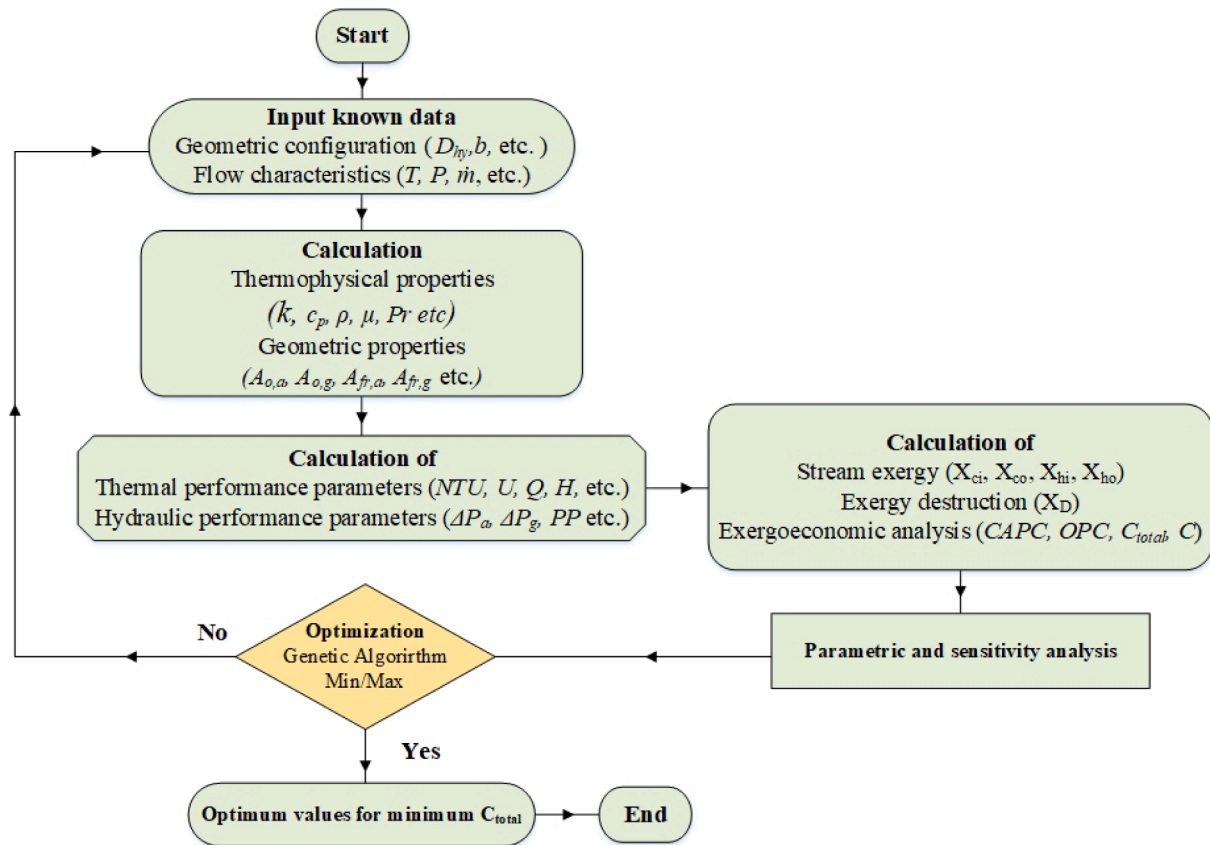 Start
Input known data
Geometric configuration ( D_hy,b, etc. )
Flow characteristics (T, P, ṁ, etc.)
Calculation
Thermophysical properties
(k, c_p, ρ, μ, Pr etc)
Geometric properties
(A_o,a, A_o,g, A_fr,a, A_fr,g etc.)
Calculation of
Thermal performance parameters (NTU, U, Q, H, etc.)
Hydraulic performance parameters (ΔP_a, ΔP_g, PP etc.)
Calculation of
Stream exergy (X_ci, X_co, X_hi, X_ho)
Exergy destruction (X_D)
Exergoeconomic analysis (CAPC, OPC, C_total, C)
Parametric and sensitivity analysis
Optimization
Genetic Algorirthm
Min/Max
No
Yes
Optimum values for minimum C_total
End